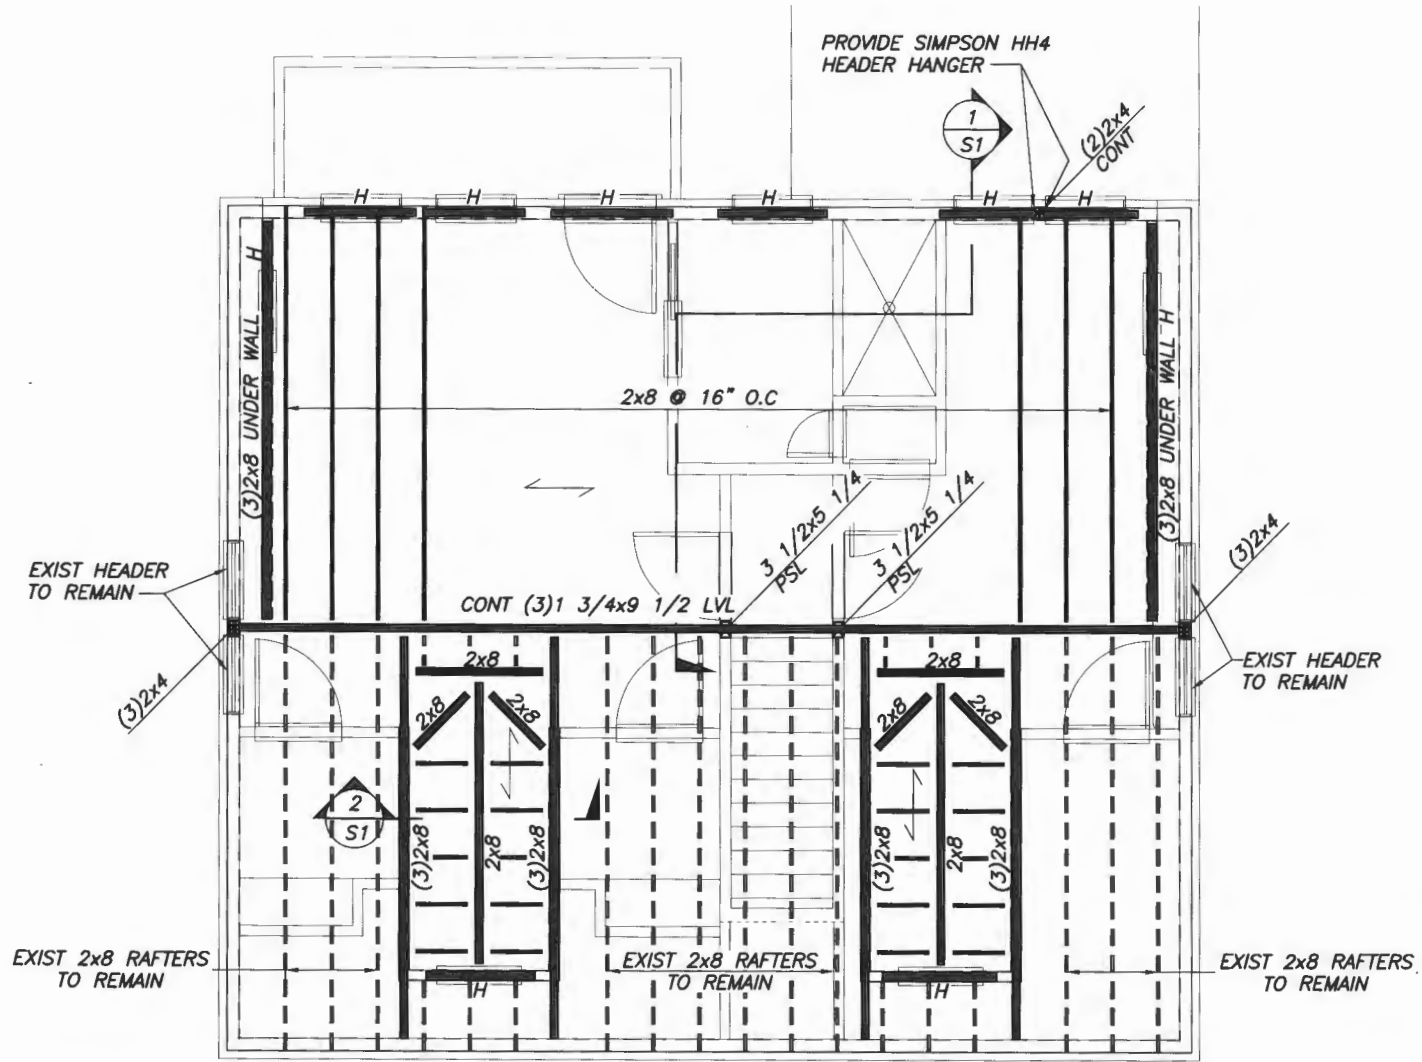 PROVIDE SIMPSON HH4
HEADER HANGER
1
S1
(2)2x4
CONT
H
H
H
H
H
H
H
(3)2x8 UNDER WALL
H
(3)2x8 UNDER WALL
2x8 @ 16" O.C
3 1/2x5 1/4
PSL
3 1/2x5 1/4
PSL
(3)2x4
EXIST HEADER
TO REMAIN
CONT (3)1 3/4x9 1/2 LVL
(3)2x4
EXIST HEADER
TO REMAIN
2x8
2x8
2x8
2x8
2x8
2x8
2
S1
(3)2x8
2x8
(3)2x8
(3)2x8
2x8
(3)2x8
EXIST 2x8 RAFTERS
TO REMAIN
EXIST 2x8 RAFTERS
TO REMAIN
EXIST 2x8 RAFTERS
TO REMAIN
H
H